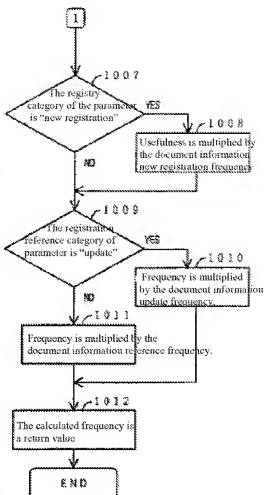 1
1007
The registry
category of the parameter
is "new registration"
YES
1008
Usefulness is multiplied by
the document information
new registration frequency
NO
1009
The registration
reference category of
parameter is "update"
YES
1010
Frequency is multiplied
by the document information
update frequency.
NO
1011
Frequency is multiplied by the
document information reference frequency.
1012
The calculated frequency is
a return value
END